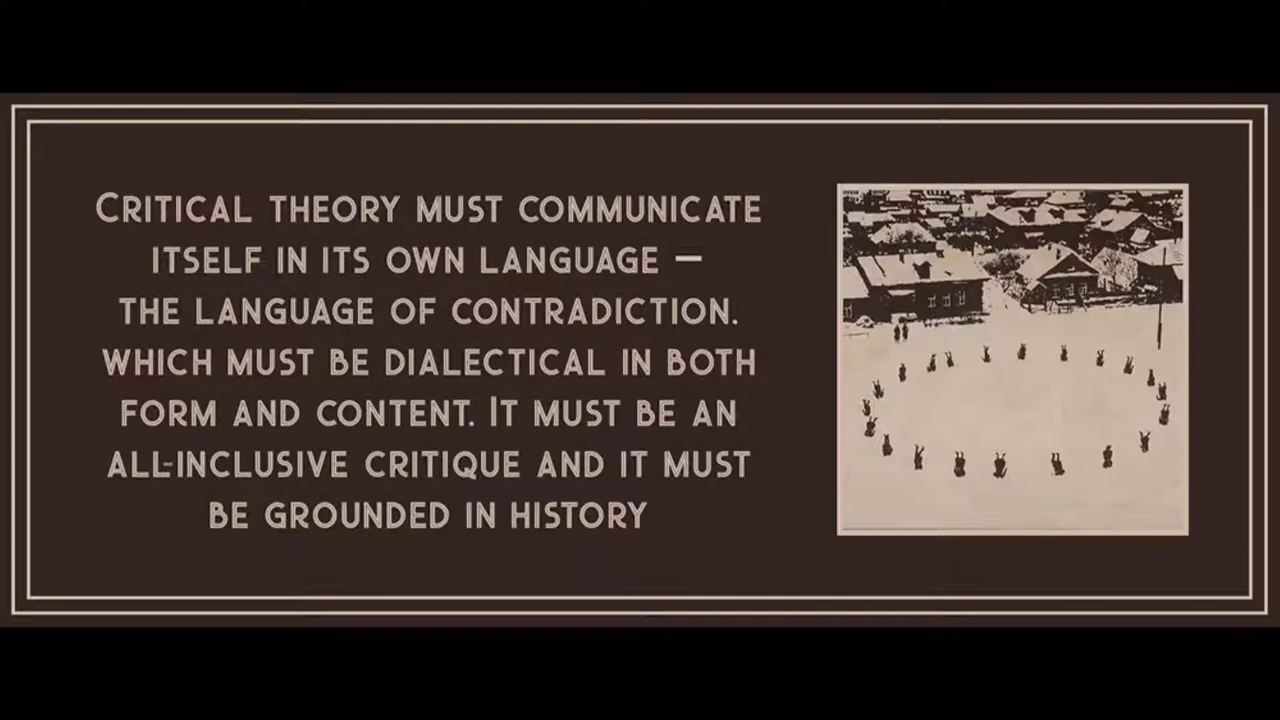 Critical theory must communicate
itself in its own language —
the language of contradiction.
which must be dialectical in both
form and content. It must be an
all-inclusive critique and it must
be grounded in history